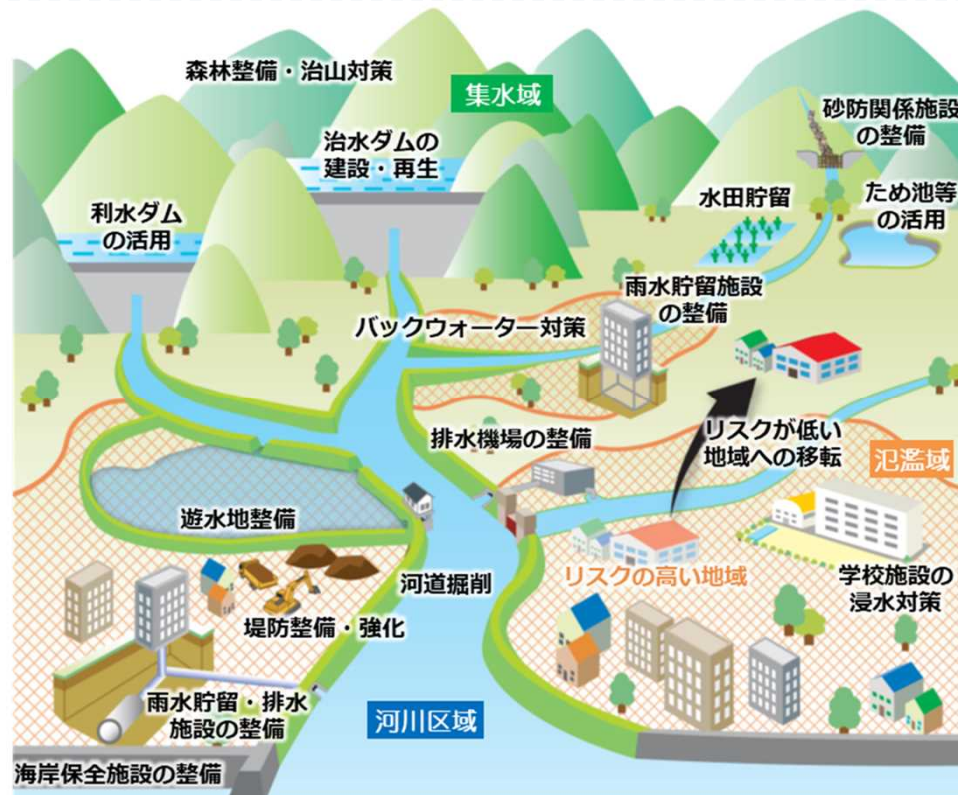 森林整備・治山対策
集水域
砂防関係施設
の整備
治水ダムの
建設・再生
水田貯留
ため池等
の活用
利水ダム
の活用
雨水貯留施設
の整備
バックウォーター対策
排水機場の整備
リスクが低い
地域への移転
氾濫域
遊水地整備
河道掘削
リスクの高い地域
学校施設の
浸水対策
堤防整備・強化
雨水貯留・排水
施設の整備
河川区域
海岸保全施設の整備